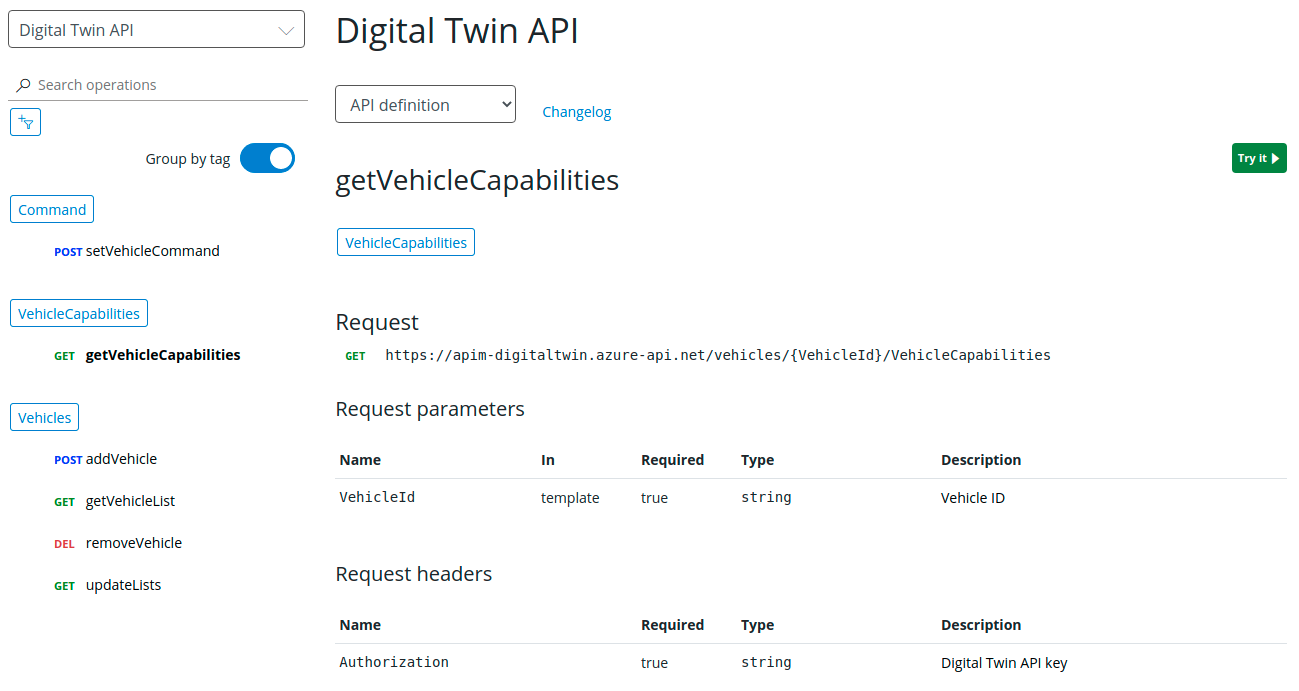 Digital Twin API
Search operations
Group by tag
Command
POST setVehicleCommand
VehicleCapabilities
GET getVehicleCapabilities
Vehicles
POST addVehicle
GET getVehicleList
DEL removeVehicle
GET updateLists
Digital Twin API
API definition Changelog
getVehicleCapabilities
Try it
VehicleCapabilities
Request
GET https://apim-digitaltwin.azure-api.net/vehicles/{VehicleId}/VehicleCapabilities
Request parameters
Name In Required Type Description
VehicleId template true string Vehicle ID
Request headers
Name Required Type Description
Authorization true string Digital Twin API key